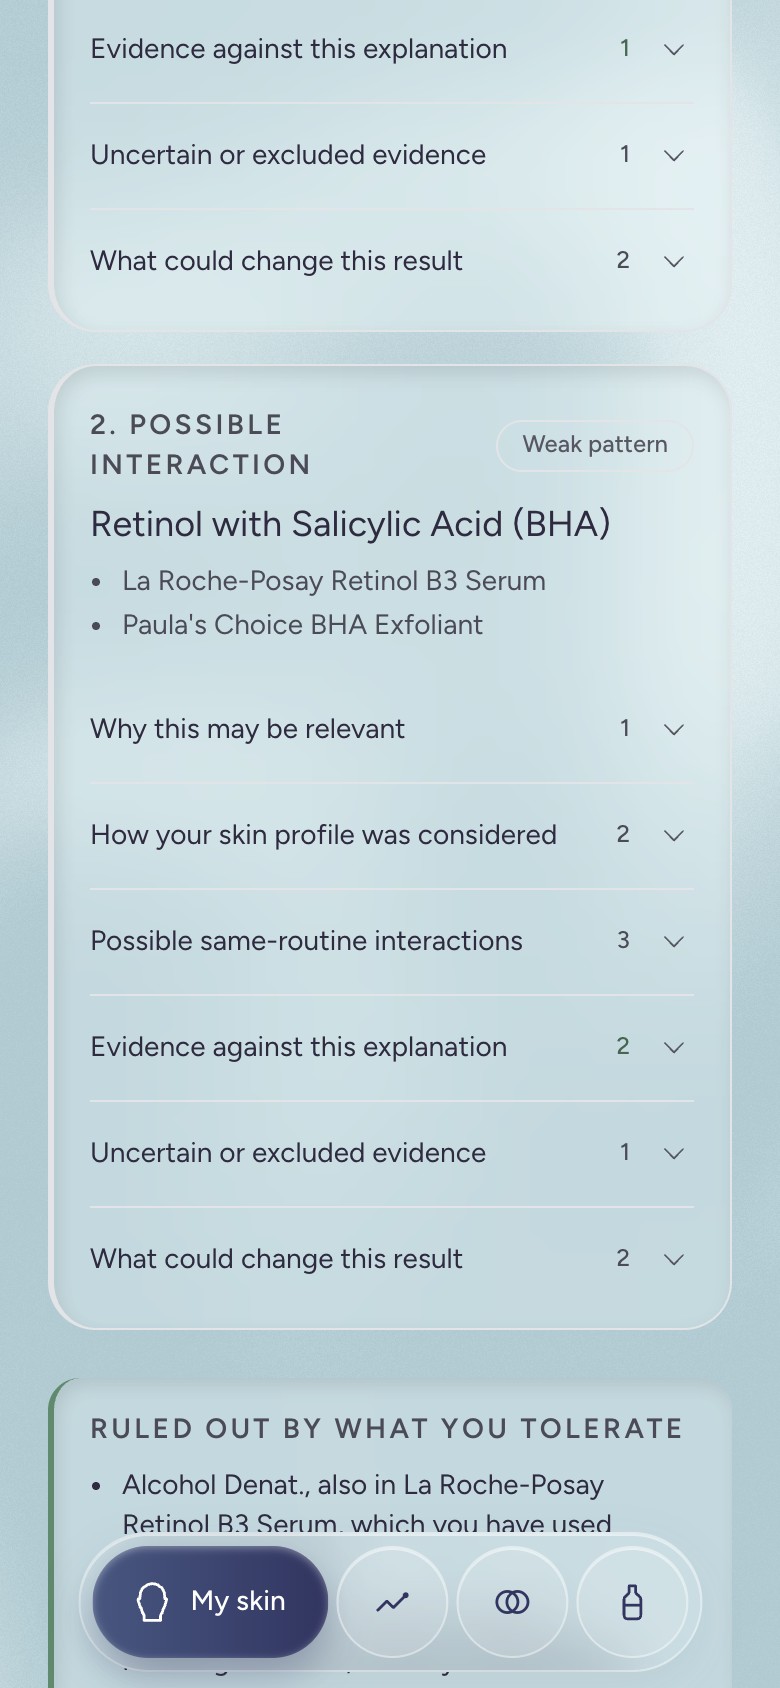 Evidence against this explanation 1
Uncertain or excluded evidence 1
What could change this result 2
2. POSSIBLE
INTERACTION
Weak pattern
Retinol with Salicylic Acid (BHA)
• La Roche-Posay Retinol B3 Serum
• Paula's Choice BHA Exfoliant
Why this may be relevant 1
How your skin profile was considered 2
Possible same-routine interactions 3
Evidence against this explanation 2
Uncertain or excluded evidence 1
What could change this result 2
RULED OUT BY WHAT YOU TOLERATE
• Alcohol Denat., also in La Roche-Posay
Retinol B3 Serum, which you have used
My skin